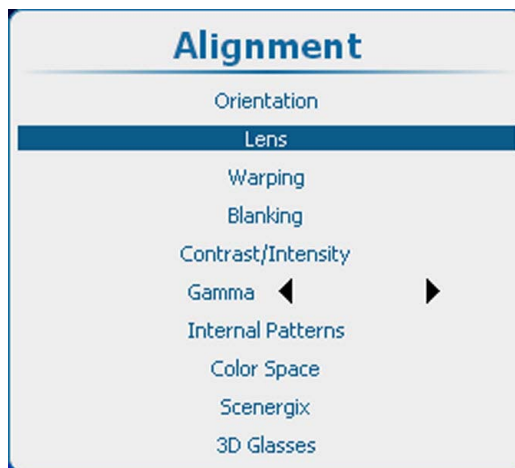 Alignment
Orientation
Lens
Warping
Blanking
Contrast/Intensity
Gamma
Internal Patterns
Color Space
Scenergix
3D Glasses